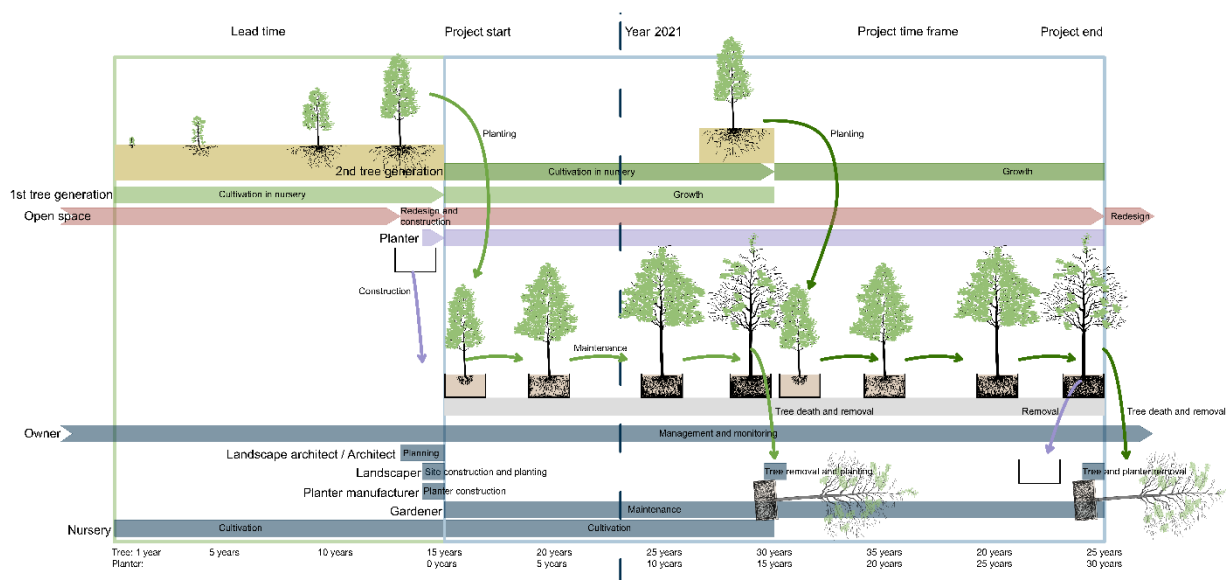 Lead time
Project start
Year 2021
Project time frame
Project end
Planting
Planting
2nd tree generation
Cultivation in nursery
Growth
1st tree generation
Cultivation in nursery
Growth
Open space
Redesign and
construction
Redesign
Planter
Construction
Maintenance
Tree death and removal
Removal
Tree death and removal
Owner
Management and monitoring
Landscape architect / Architect
Planning
Landscaper
Site construction and planting
Tree removal and planting
Tree and planter removal
Planter manufacturer
Planter construction
Gardener
Maintenance
Nursery
Cultivation
Cultivation
Tree: 1 year 5 years 10 years 15 years 20 years 25 years 30 years 35 years 20 years 25 years
Planter: 0 years 5 years 10 years 15 years 20 years 25 years 30 years